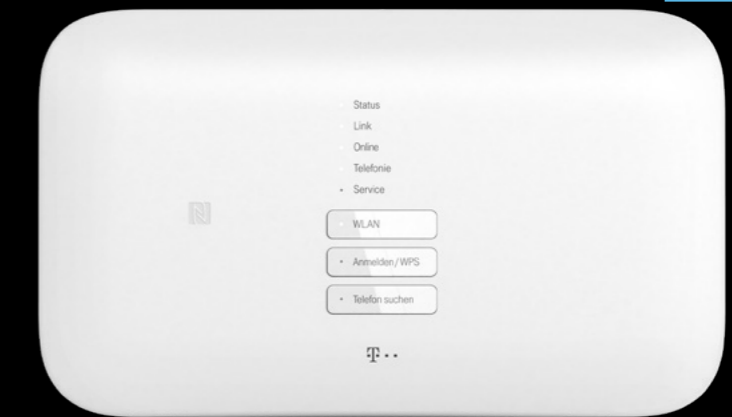 Status
Link
Online
Telefonie
Service
WLAN
Anmelden/WPS
Telefon suchen
T